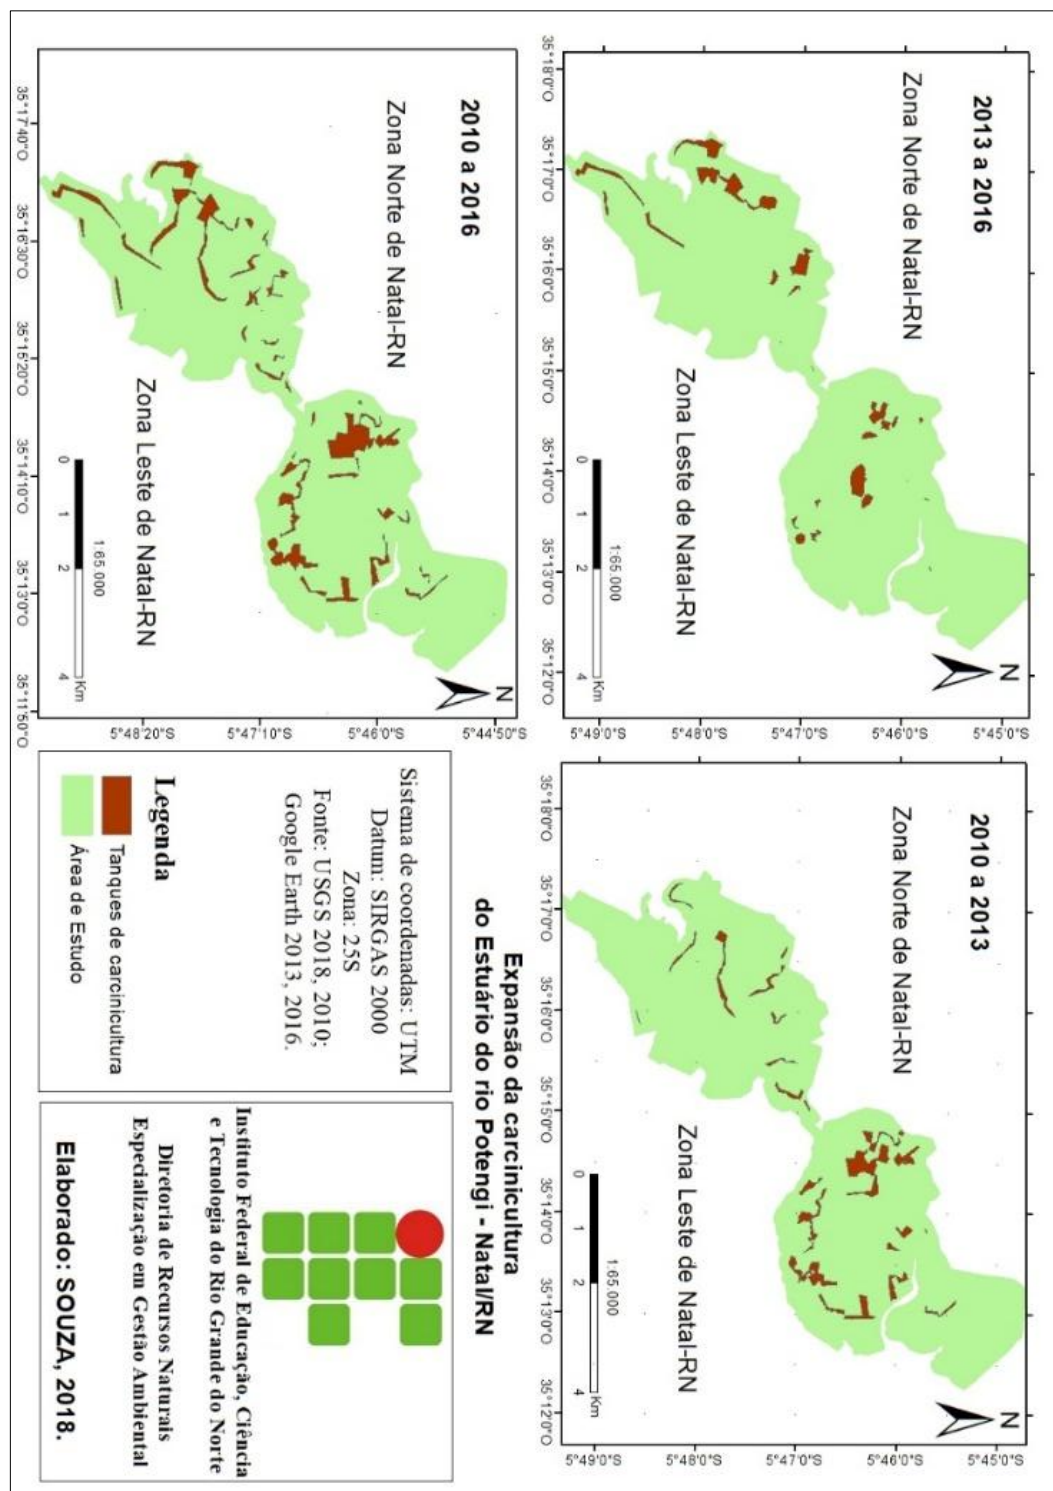 2013 a 2016
Zona Norte de Natal-RN
Zona Leste de Natal-RN
N
1:65.000
0 1 2 4
Km
5°45'0"S
5°46'0"S
5°47'0"S
5°48'0"S
5°49'0"S
35°18'0"O 35°17'0"O 35°16'0"O 35°15'0"O 35°14'0"O 35°13'0"O 35°12'0"O
2010 a 2013
Zona Norte de Natal-RN
Zona Leste de Natal-RN
N
1:65.000
0 1 2 4
Km
5°45'0"S
5°46'0"S
5°47'0"S
5°48'0"S
5°49'0"S
35°18'0"O 35°17'0"O 35°16'0"O 35°15'0"O 35°14'0"O 35°13'0"O 35°12'0"O
2010 a 2016
Zona Norte de Natal-RN
Zona Leste de Natal-RN
N
1:65.000
0 1 2 4
Km
5°44'50"S
5°46'0"S
5°47'10"S
5°48'20"S
35°17'40"O 35°16'30"O 35°15'20"O 35°14'10"O 35°13'0"O 35°11'50"O
Expansão da carcinicultura
do Estuário do rio Potengi - Natal/RN
Sistema de coordenadas: UTM
Datum: SIRGAS 2000
Zona: 25S
Fonte: USGS 2018, 2010;
Google Earth 2013, 2016.
Legenda
Tanques de carcinicultura
Área de Estudo
Instituto Federal de Educação, Ciência
e Tecnologia do Rio Grande do Norte
Diretoria de Recursos Naturais
Especialização em Gestão Ambiental
Elaborado: SOUZA, 2018.